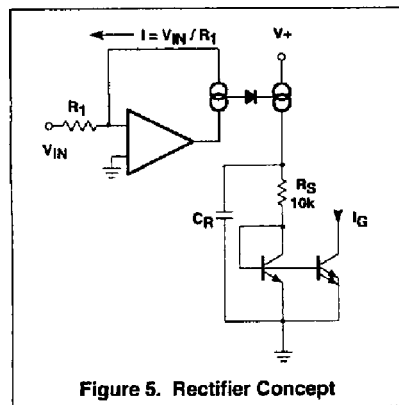 I = VIN / R1
V+
R1
VIN
RS
10k
CR
IG
Figure 5. Rectifier Concept